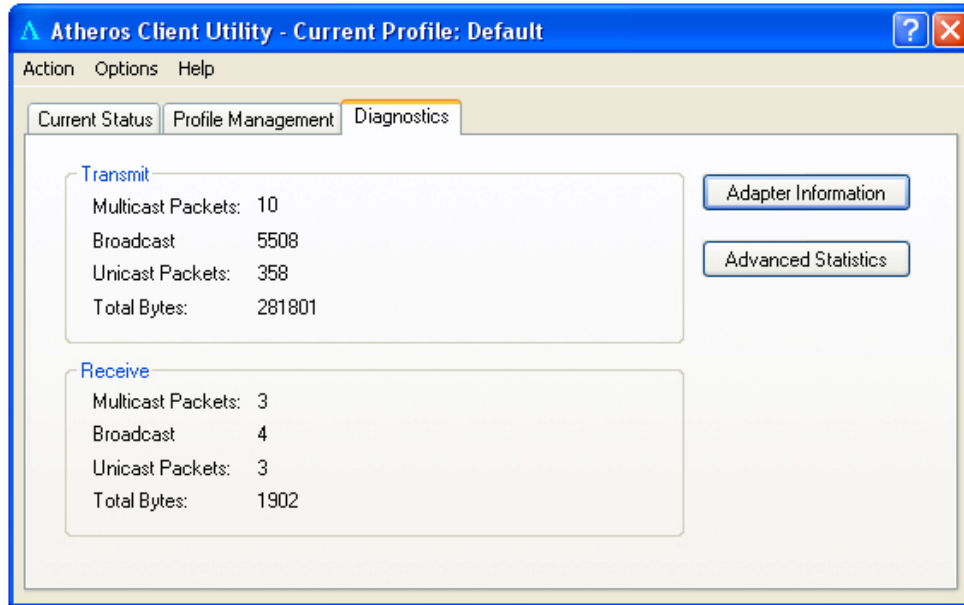 Atheros Client Utility - Current Profile: Default
Action Options Help
Current Status Profile Management Diagnostics
Transmit
Multicast Packets: 10
Broadcast 5508
Unicast Packets: 358
Total Bytes: 281801
Adapter Information
Advanced Statistics
Receive
Multicast Packets: 3
Broadcast 4
Unicast Packets: 3
Total Bytes: 1902